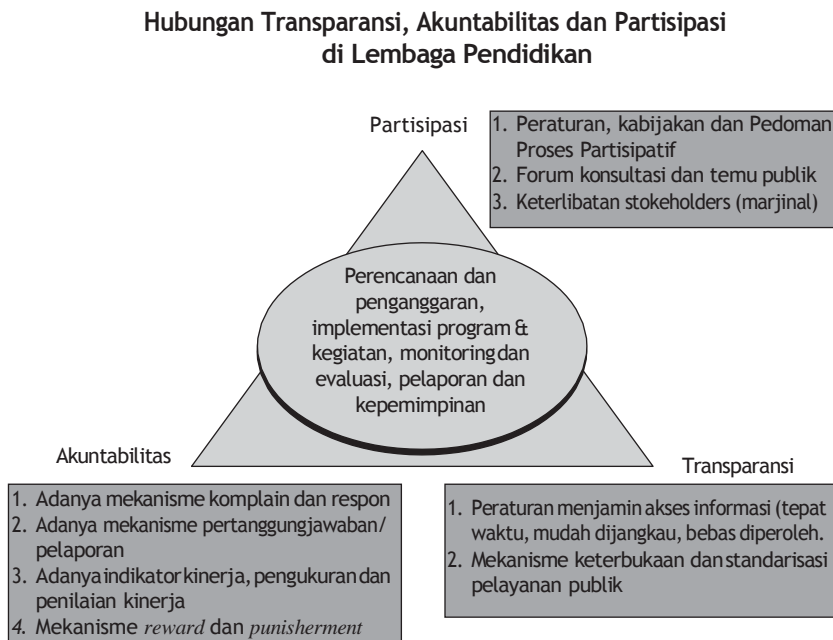 Hubungan Transparansi, Akuntabilitas dan Partisipasi
di Lembaga Pendidikan
Partisipasi
1. Peraturan, kabijakan dan Pedoman
Proses Partisipatif
2. Forum konsultasi dan temu publik
3. Keterlibatan stokeholders (marjinal)
Perencanaan dan
penganggaran,
implementasi program &
kegiatan, monitoring dan
evaluasi, pelaporan dan
kepemimpinan
Akuntabilitas
1. Adanya mekanisme komplain dan respon
2. Adanya mekanisme pertanggungjawaban/
pelaporan
3. Adanya indikator kinerja, pengukuran dan
penilaian kinerja
4. Mekanisme reward dan punisherment
Transparansi
1. Peraturan menjamin akses informasi (tepat
waktu, mudah dijangkau, bebas diperoleh.
2. Mekanisme keterbukaan dan standarisasi
pelayanan publik